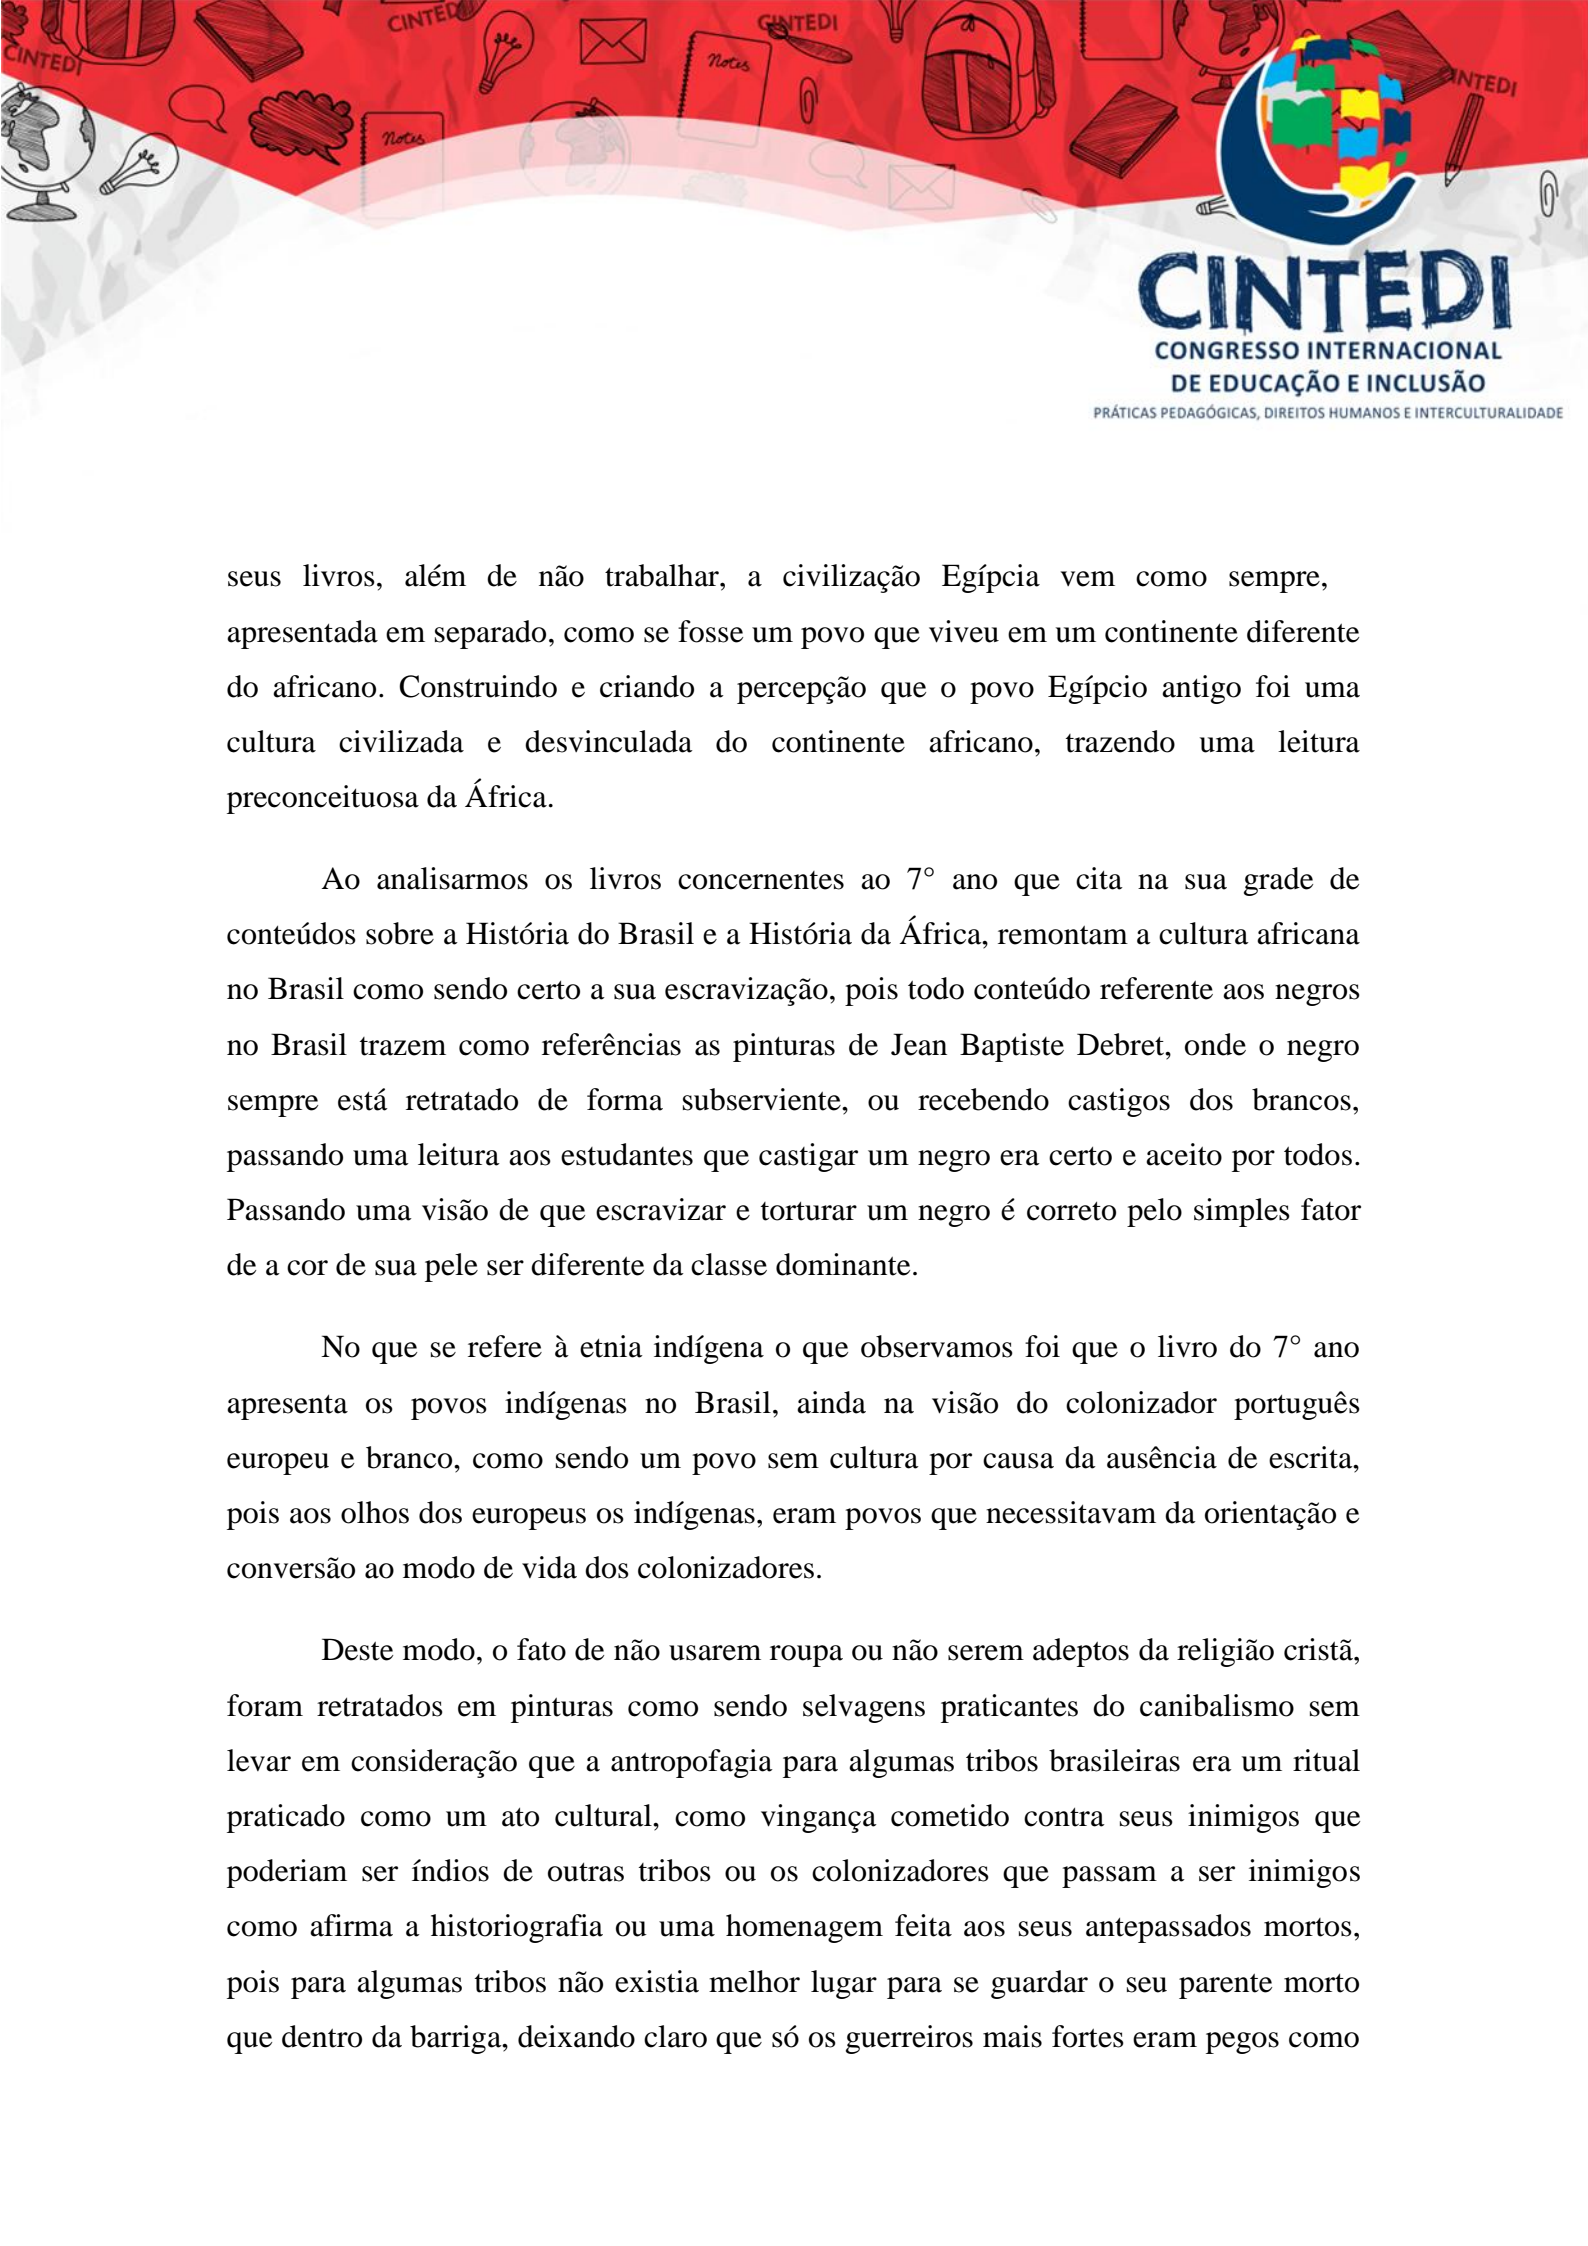 CINTEDI
CINTEDI
CINTEDI
Notes
Notes
CINTEDI
CONGRESSO INTERNACIONAL
DE EDUCAÇÃO E INCLUSÃO
PRÁTICAS PEDAGÓGICAS, DIREITOS HUMANOS E INTERCULTURALIDADE
seus livros, além de não trabalhar, a civilização Egípcia vem como sempre,
apresentada em separado, como se fosse um povo que viveu em um continente diferente
do africano. Construindo e criando a percepção que o povo Egípcio antigo foi uma
cultura civilizada e desvinculada do continente africano, trazendo uma leitura
preconceituosa da África.
Ao analisarmos os livros concernentes ao 7° ano que cita na sua grade de
conteúdos sobre a História do Brasil e a História da África, remontam a cultura africana
no Brasil como sendo certo a sua escravização, pois todo conteúdo referente aos negros
no Brasil trazem como referências as pinturas de Jean Baptiste Debret, onde o negro
sempre está retratado de forma subserviente, ou recebendo castigos dos brancos,
passando uma leitura aos estudantes que castigar um negro era certo e aceito por todos.
Passando uma visão de que escravizar e torturar um negro é correto pelo simples fator
de a cor de sua pele ser diferente da classe dominante.
No que se refere à etnia indígena o que observamos foi que o livro do 7° ano
apresenta os povos indígenas no Brasil, ainda na visão do colonizador português
europeu e branco, como sendo um povo sem cultura por causa da ausência de escrita,
pois aos olhos dos europeus os indígenas, eram povos que necessitavam da orientação e
conversão ao modo de vida dos colonizadores.
Deste modo, o fato de não usarem roupa ou não serem adeptos da religião cristã,
foram retratados em pinturas como sendo selvagens praticantes do canibalismo sem
levar em consideração que a antropofagia para algumas tribos brasileiras era um ritual
praticado como um ato cultural, como vingança cometido contra seus inimigos que
poderiam ser índios de outras tribos ou os colonizadores que passam a ser inimigos
como afirma a historiografia ou uma homenagem feita aos seus antepassados mortos,
pois para algumas tribos não existia melhor lugar para se guardar o seu parente morto
que dentro da barriga, deixando claro que só os guerreiros mais fortes eram pegos como